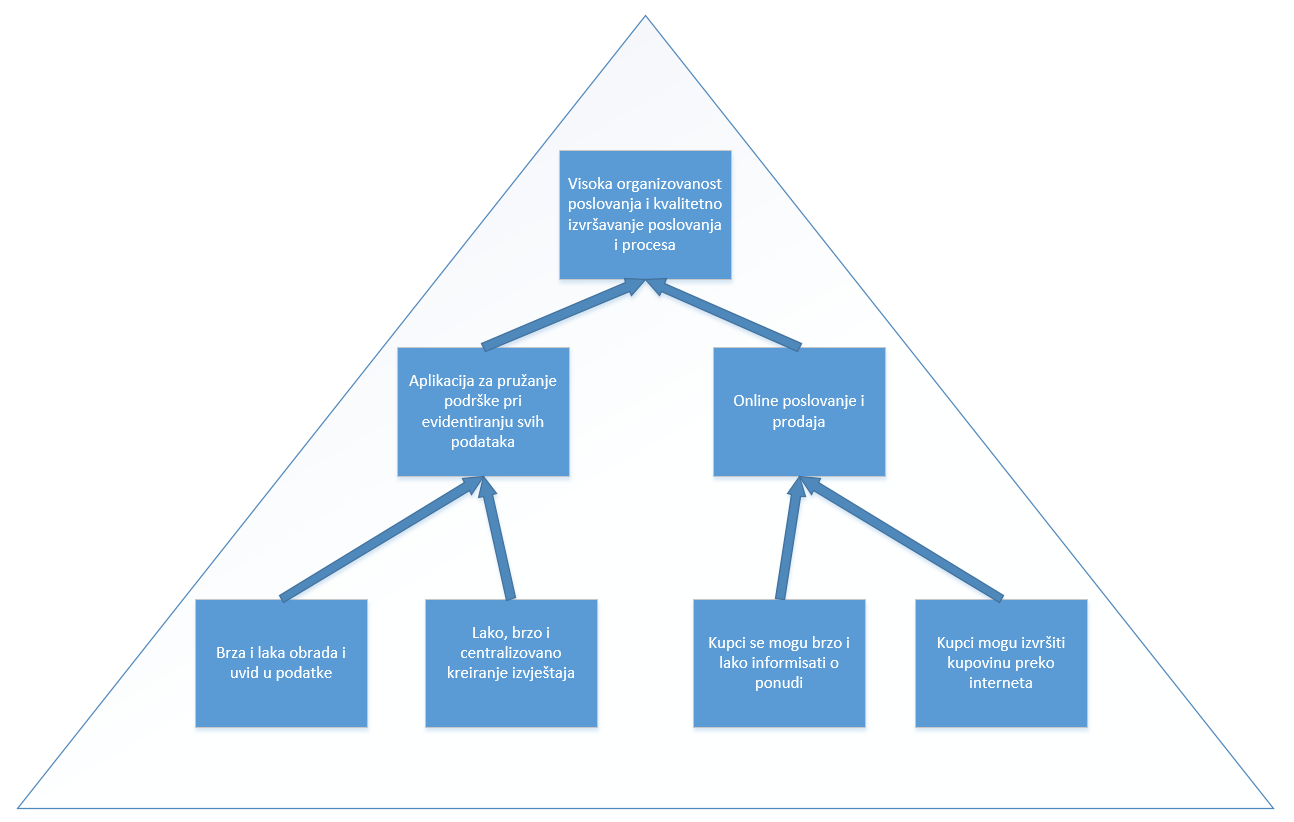 Visoka organizovanost
poslovanja i kvalitetno
izvršavanje poslovanja
i procesa
Aplikacija za pružanje
podrške pri
evidentiranju svih
podataka
Online poslovanje i
prodaja
Brza i laka obrada i
uvid u podatke
Lako, brzo i
centralizovano
kreiranje izvještaja
Kupci se mogu brzo i
lako informisati o
ponudi
Kupci mogu izvršiti
kupovinu preko
interneta